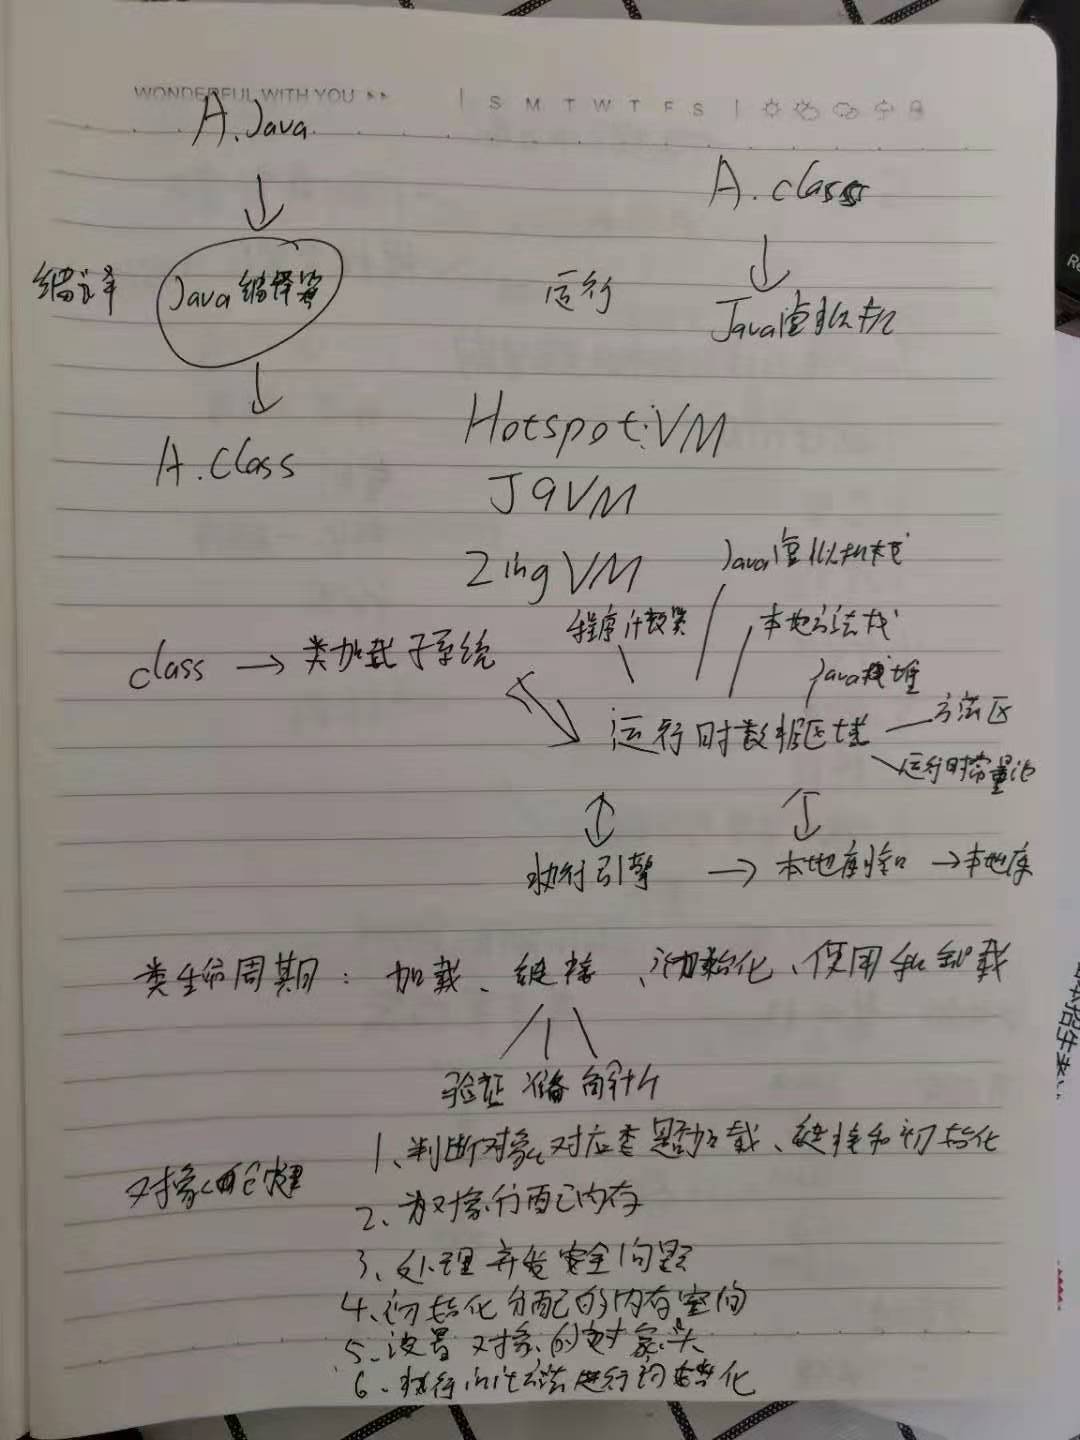 WONDERFUL WITH YOU
S M T W T F S
A.Java
A.class
编译
Java编译器
运行
Java虚拟机
A.Class
Hotspot:VM
J9VM
ZingVM
Java虚拟机栈
程序计数器
本地方法栈
class → 类加载子系统
Java堆
运行时数据区域
方法区
运行时常量池
执行引擎 → 本地库接口 → 本地库
类生命周期：加载、链接、初始化、使用和卸载
验证 准备 解析
对象的创建
1、判断对象对应类是否加载、链接和初始化
2、为对象分配内存
3、处理并发安全问题
4、初始化分配的内存空间
5、设置对象的对象头
6、执行init方法进行初始化